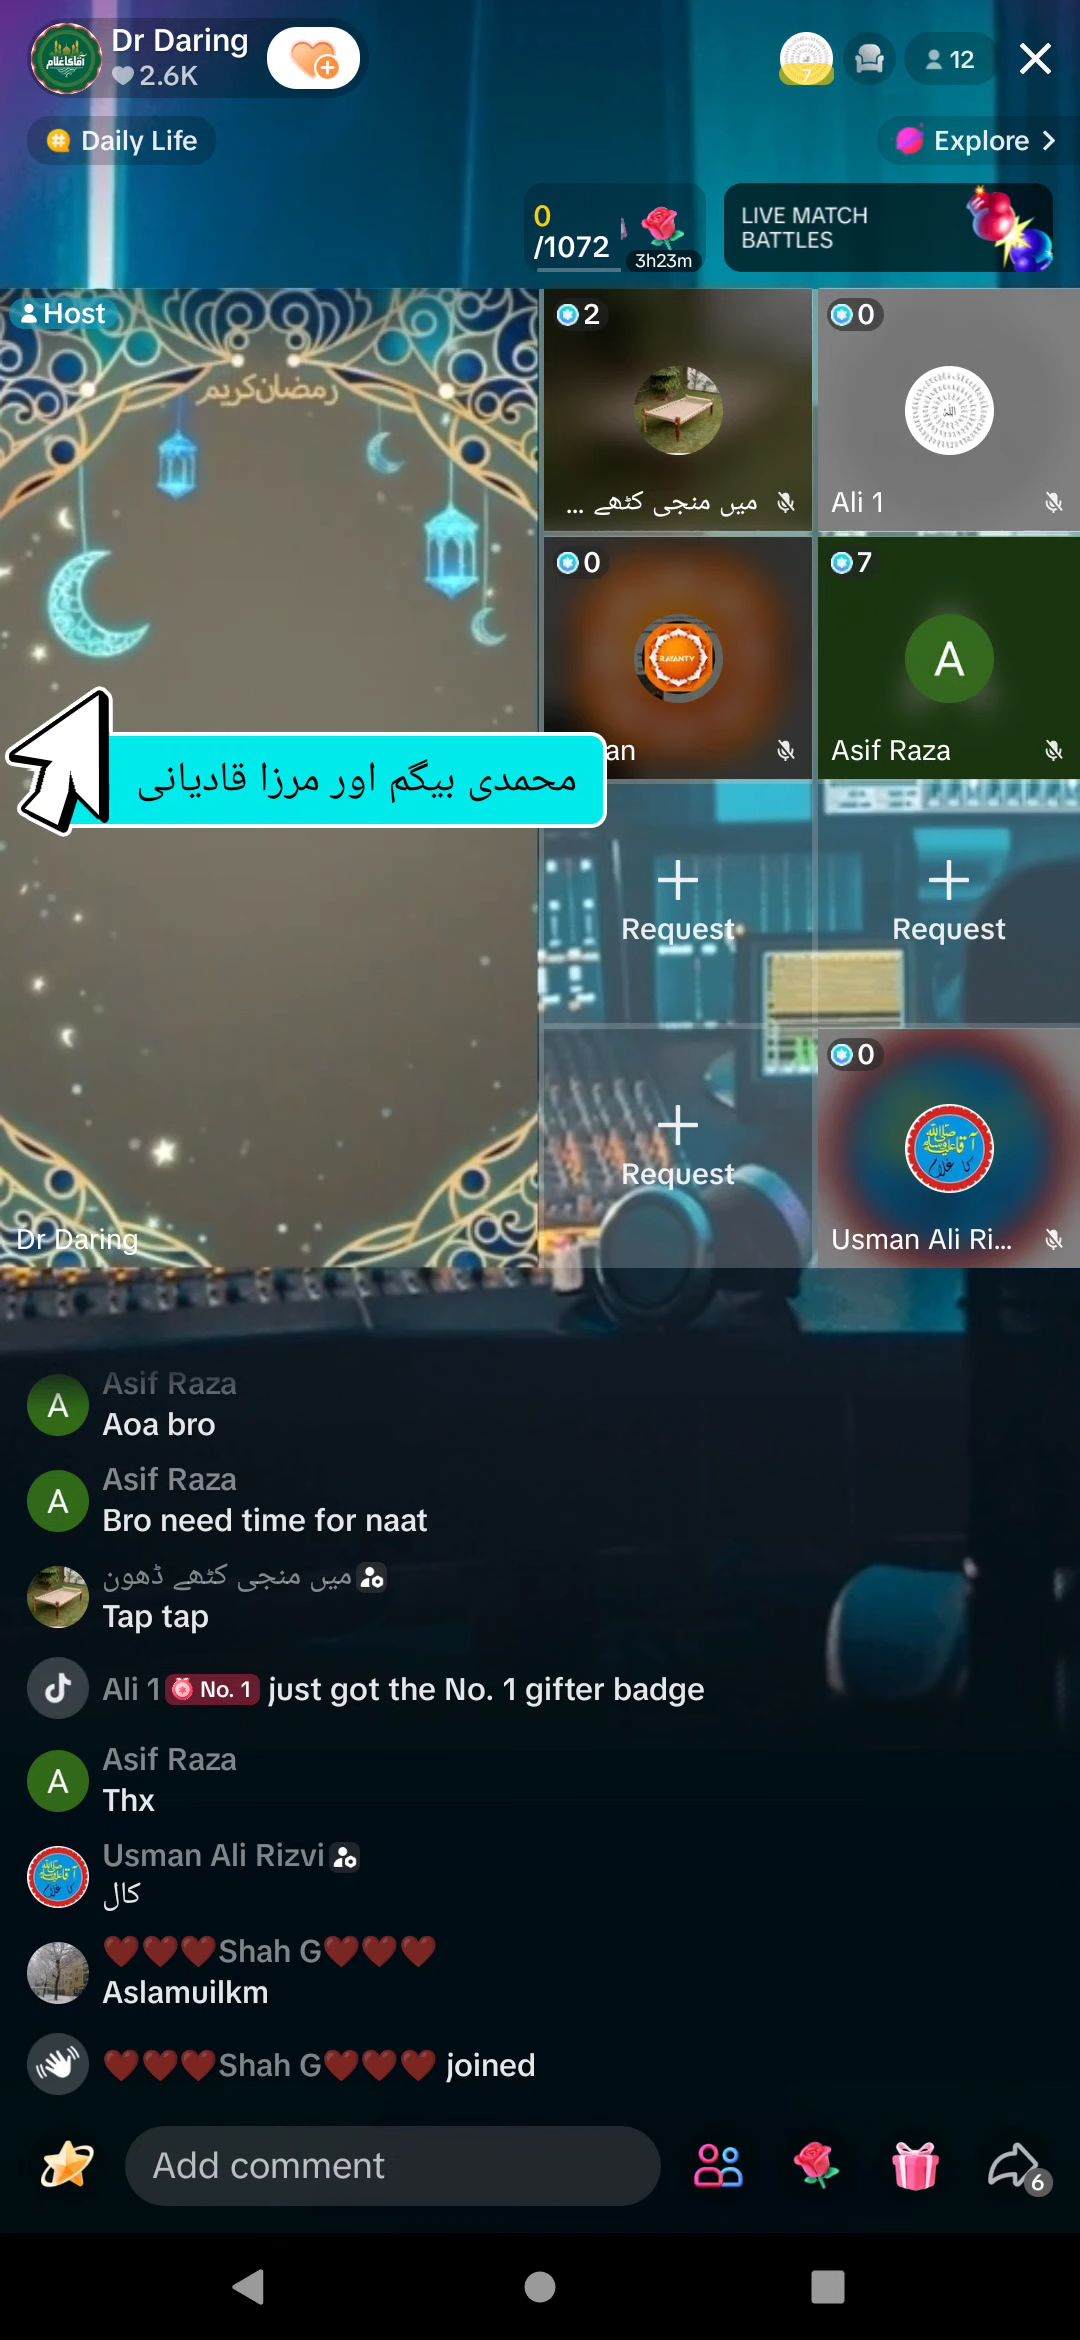 Dr Daring
2.6K
7
12
Daily Life
Explore
0
/1072
3h23m
LIVE MATCH
BATTLES
Host
رمضان کریم
2
میں منجی کٹھے ...
0
Ali 1
0
RAYAN TV
an
7
A
Asif Raza
محمدی بیگم اور مرزا قادیانی
Request
Request
Request
0
Usman Ali Ri...
Dr Daring
A
Asif Raza
Aoa bro
A
Asif Raza
Bro need time for naat
میں منجی کٹھے ڈھون
Tap tap
Ali 1 No. 1 just got the No. 1 gifter badge
A
Asif Raza
Thx
Usman Ali Rizvi
کال
❤️❤️❤️Shah G❤️❤️❤️
Aslamuilkm
❤️❤️❤️Shah G❤️❤️❤️ joined
Add comment
6